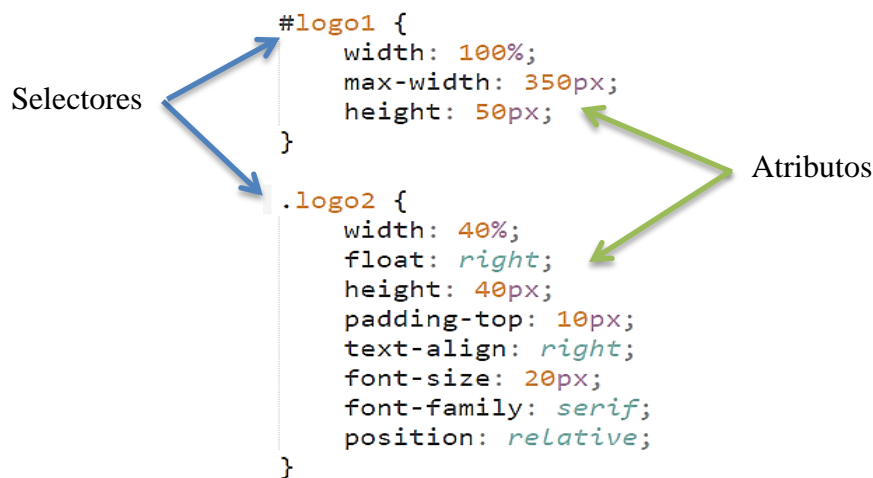 #logo1 {
width: 100%;
max-width: 350px;
height: 50px;
}
Selectores
Atributos
.logo2 {
width: 40%;
float: right;
height: 40px;
padding-top: 10px;
text-align: right;
font-size: 20px;
font-family: serif;
position: relative;
}